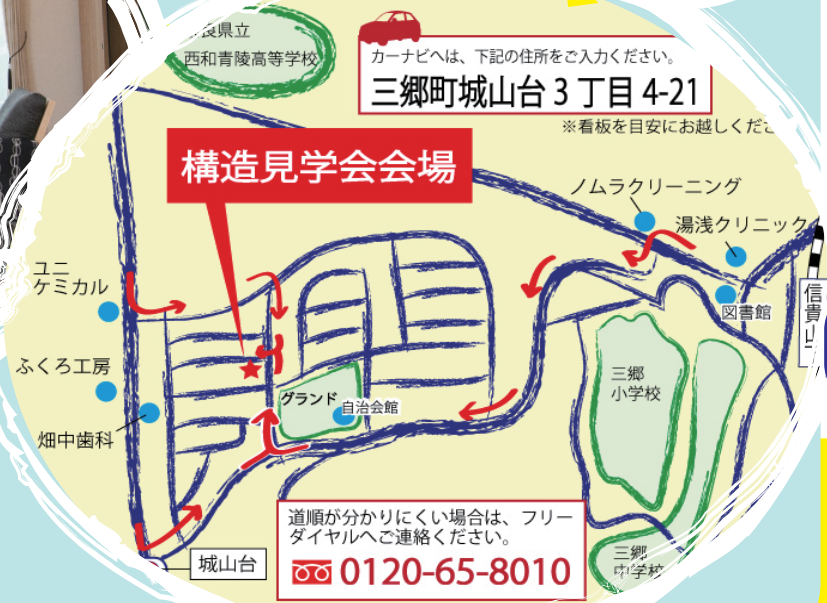 良県立
西和青陵高等学校
カーナビへは、下記の住所をご入力ください。
三郷町城山台3丁目4-21
※看板を目安にお越しくださ
構造見学会会場
ノムラクリーニング
湯浅クリニック
ユニ
ケミカル
図書館
信貴山
ふくろ工房
グランド
自治会館
三郷
小学校
畑中歯科
道順が分かりにくい場合は、フリー
ダイヤルへご連絡ください。
0120-65-8010
城山台
三郷
中学校